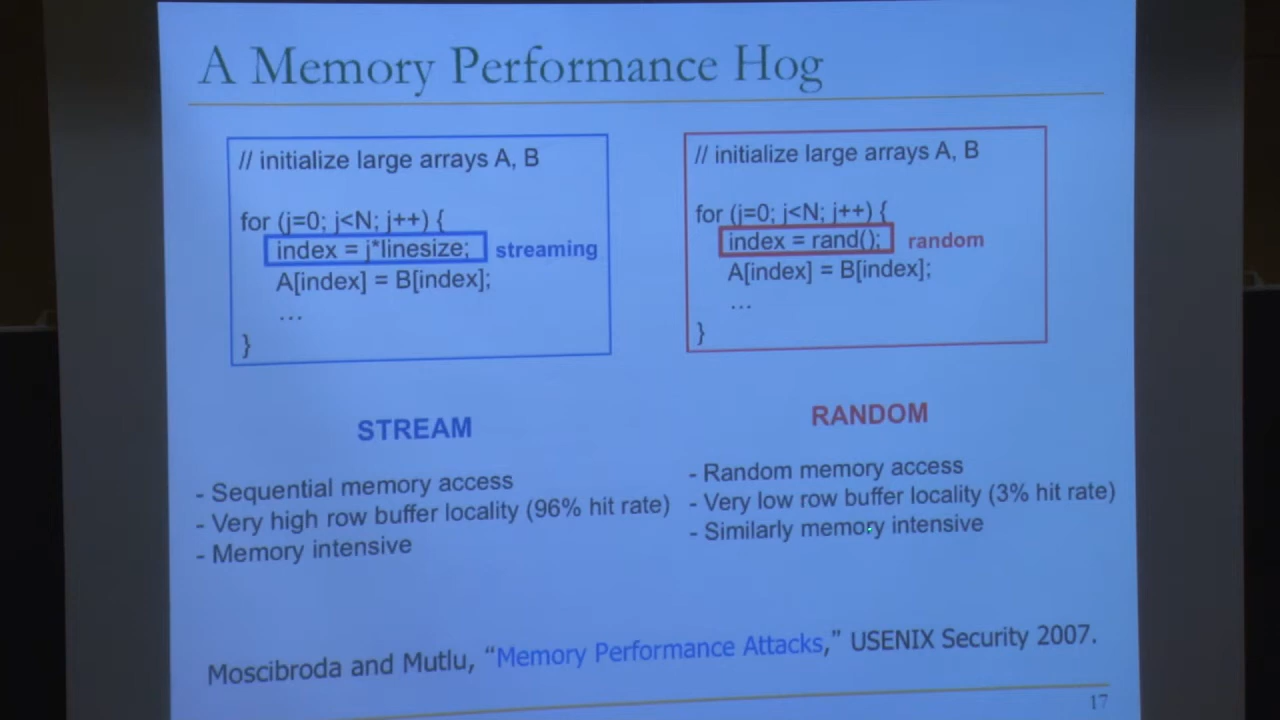 A Memory Performance Hog
// initialize large arrays A, B
for (j=0; j<N; j++) {
index = j*linesize;
streaming
A[index] = B[index];
...
}
// initialize large arrays A, B
for (j=0; j<N; j++) {
index = rand();
random
A[index] = B[index];
...
}
STREAM
- Sequential memory access
- Very high row buffer locality (96% hit rate)
- Memory intensive
RANDOM
- Random memory access
- Very low row buffer locality (3% hit rate)
- Similarly memory intensive
Moscibroda and Mutlu, “Memory Performance Attacks,” USENIX Security 2007.
17